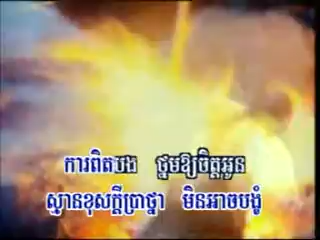 ការពិតបង ថ្នមឱ្យចិត្តអូន
ស្មានខុសក្តីប្រាថ្នា មិនអាចបង្ខំ